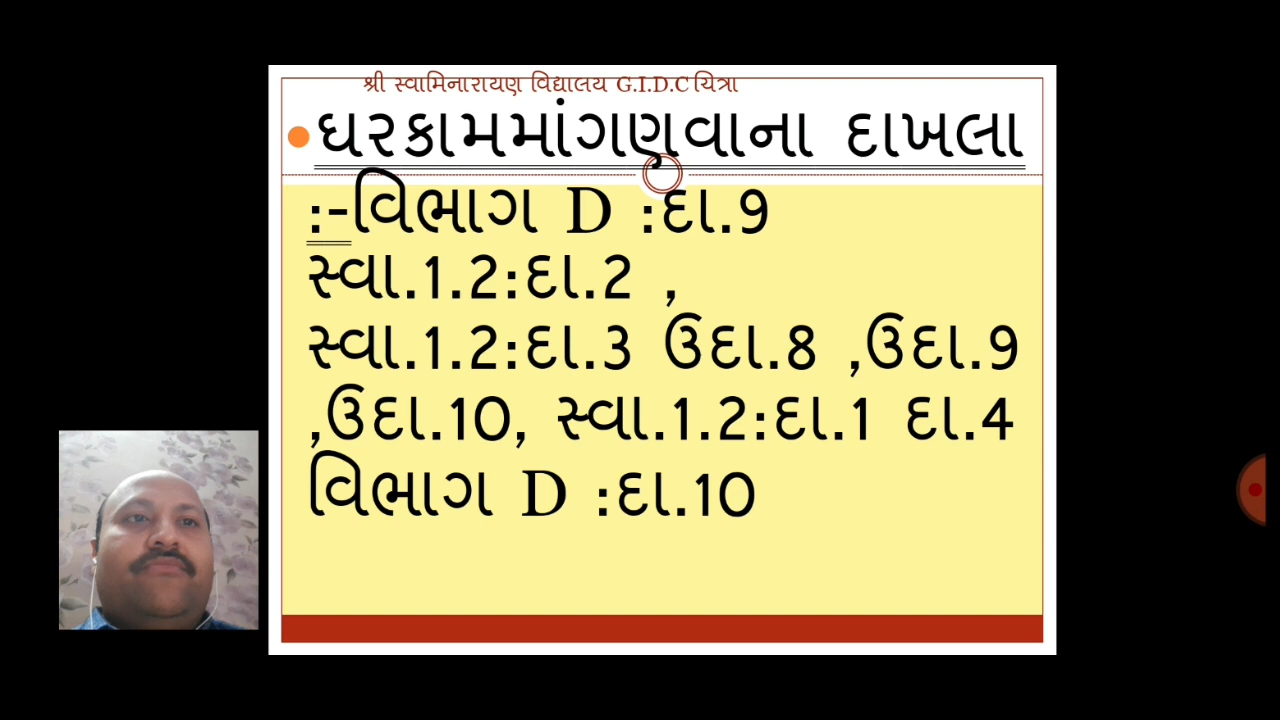 શ્રી સ્વામિનારાયણ વિદ્યાલય G.I.D.C ચિત્રા
ઘરકામમાંગણવાના દાખલા
:-વિભાગ D :દા.9
સ્વા.1.2:દા.2 ,
સ્વા.1.2:દા.3 ઉદા.8 ,ઉદા.9
,ઉદા.10, સ્વા.1.2:દા.1 દા.4
વિભાગ D :દા.10